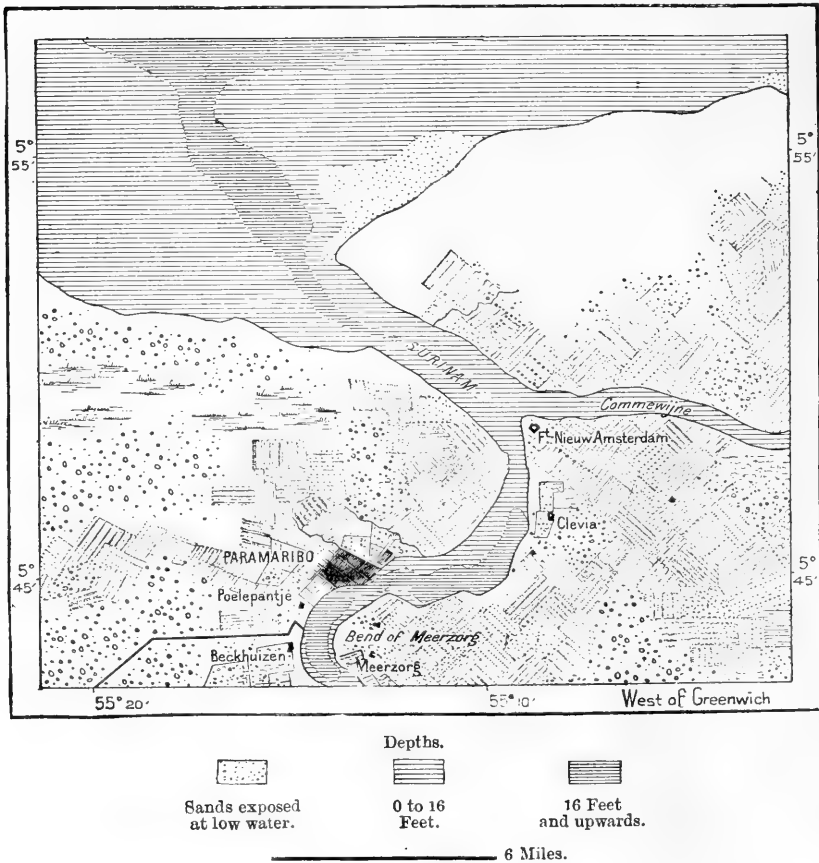 5°
55′
5°
55′
SURINAM
Commewijne
Ft. Nieuw Amsterdam
Clevia
PARAMARIBO
5°
45′
5°
45′
Poelepantje
Bend of Meerzorg
Beckhuizen
Meerzorg
55° 20′
55° 10′
West of Greenwich
Depths.
Sands exposed
at low water.
0 to 16
Feet.
16 Feet
and upwards.
6 Miles.